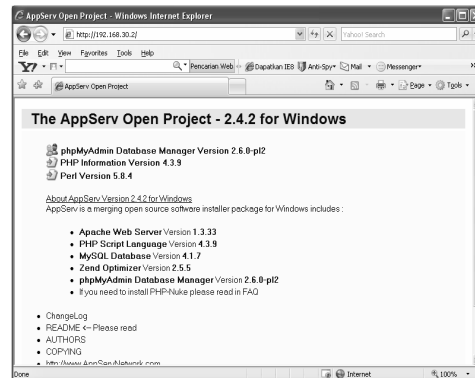 AppServ Open Project - Windows Internet Explorer
http://192.168.30.2/
Yahoo! Search
File Edit View Favorites Tools Help
Y7 Pencarian Web Dapatkan IE8 Anti-Spy Mail Messenger
AppServ Open Project Page Tools
The AppServ Open Project - 2.4.2 for Windows
phpMyAdmin Database Manager Version 2.6.0-pl2
PHP Information Version 4.3.9
Perl Version 5.8.4
About AppServ Version 2.4.2 for Windows
AppServ is a merging open source software installer package for Windows includes :
• Apache Web Server Version 1.3.33
• PHP Script Language Version 4.3.9
• MySQL Database Version 4.1.7
• Zend Optimizer Version 2.5.5
• phpMyAdmin Database Manager Version 2.6.0-pl2
• If you need to install PHP-Nuke please read in FAQ
• ChangeLog
• README <-- Please read
• AUTHORS
• COPYING
• http://www.AppServNetwork.com
Done Internet 100%